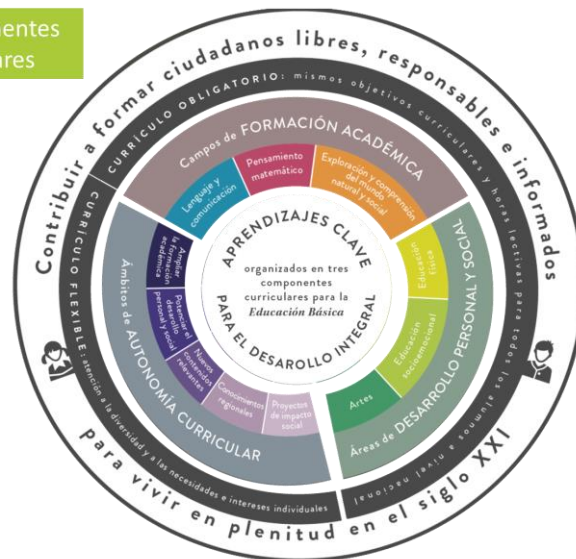 nentes
ares
Contribuir a formar ciudadanos libres, responsables e informados
para vivir en plenitud en el siglo XXI
CURRÍCULO OBLIGATORIO: mismos objetivos curriculares y horas lectivas para todos los alumnos a nivel nacional
CURRÍCULO FLEXIBLE: atención a la diversidad y a las necesidades e intereses individuales
Campos de FORMACIÓN ACADÉMICA
Lenguaje y
comunicación
Pensamiento
matemático
Exploración y comprensión
del mundo
natural y social
Áreas de DESARROLLO PERSONAL Y SOCIAL
Educación
física
Educación
socioemocional
Artes
Ámbitos de AUTONOMÍA CURRICULAR
Ampliar
la formación
académica
Potenciar el
desarrollo
personal y social
Nuevos
contenidos
relevantes
Conocimientos
regionales
Proyectos
de impacto
social
APRENDIZAJES CLAVE
organizados en tres
componentes
curriculares para la
Educación Básica
PARA EL DESAROLLO INTEGRAL